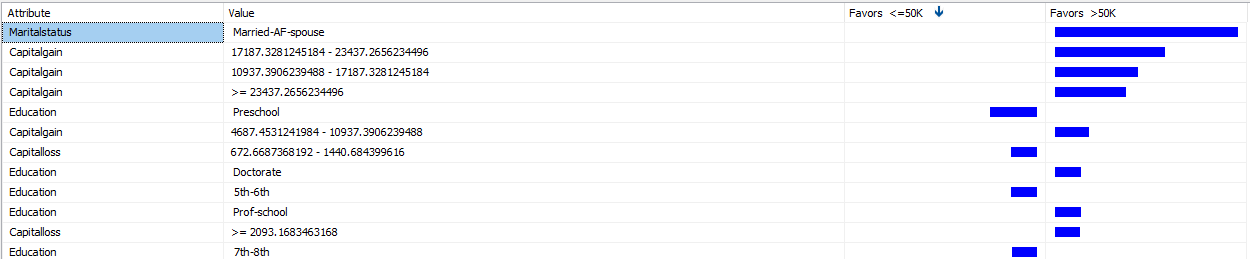 Attribute Value Favors <=50K Favors >50K
Maritalstatus Married-AF-spouse
Capitalgain 17187.3281245184 - 23437.2656234496
Capitalgain 10937.3906239488 - 17187.3281245184
Capitalgain >= 23437.2656234496
Education Preschool
Capitalgain 4687.4531241984 - 10937.3906239488
Capitalloss 672.6687368192 - 1440.684399616
Education Doctorate
Education 5th-6th
Education Prof-school
Capitalloss >= 2093.1683463168
Education 7th-8th